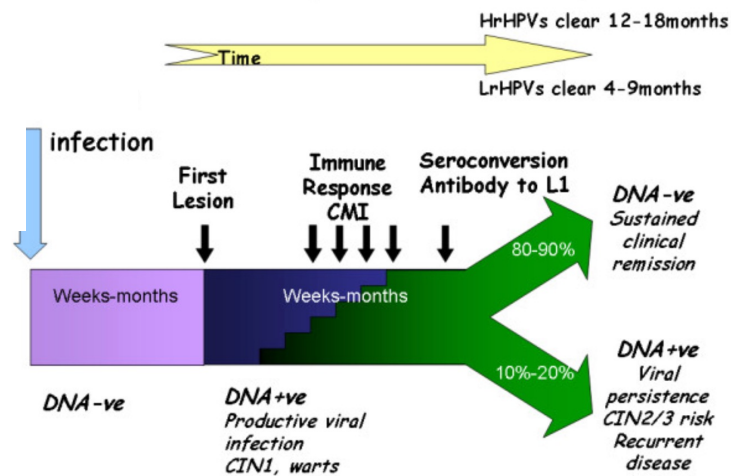 HrHPVs clear 12-18months
Time
LrHPVs clear 4-9months
infection
First
Lesion
Immune
Response
CMI
Seroconversion
Antibody to L1
DNA-ve
Sustained
clinical
remission
80-90%
Weeks-months
Weeks-months
10%-20%
DNA+ve
Viral
persistence
CIN2/3 risk
Recurrent
disease
DNA-ve
DNA+ve
Productive viral
infection
CIN1, warts